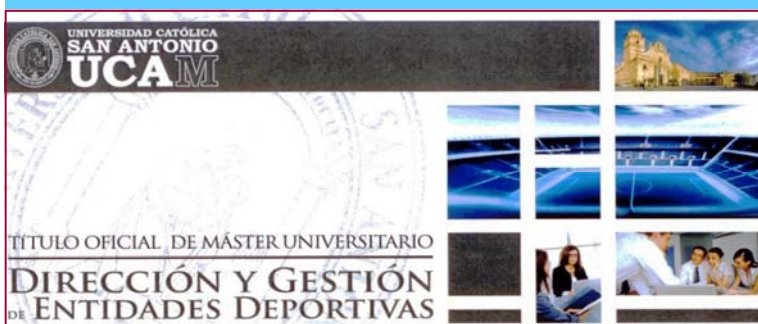 UNIVERSIDAD CATÓLICA
SAN ANTONIO
UCAM
TÍTULO OFICIAL DE MÁSTER UNIVERSITARIO
DIRECCIÓN Y GESTIÓN
DE ENTIDADES DEPORTIVAS